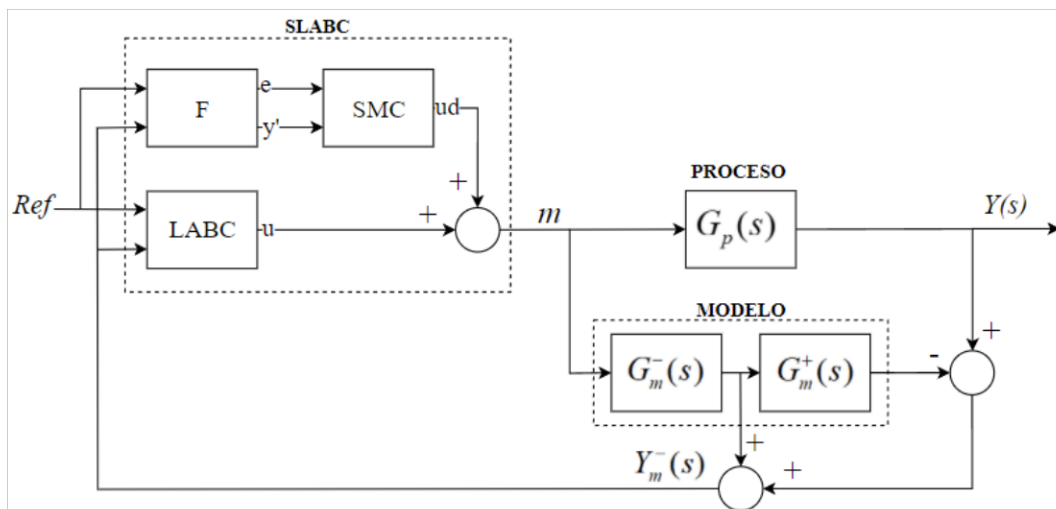 SLABC
F
e
y'
SMC
ud
+
Ref
LABC
u
+
m
PROCESO
G_p(s)
Y(s)
MODELO
G_m^-(s)
G_m^+(s)
-
+
+
Y_m^-(s)
+